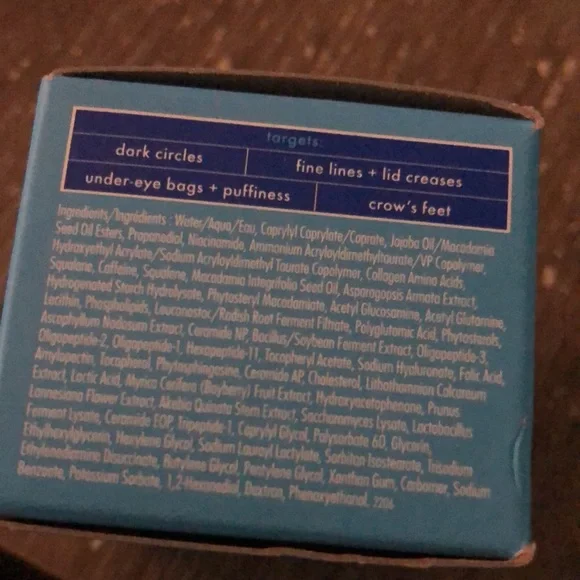 targets:
dark circles
fine lines + lid creases
under-eye bags + puffiness
crow's feet
Ingredients/Ingrédients : Water/Aqua/Eau, Caprylyl Caprylate/Caprate, Jojoba Oil/Macadamia
Seed Oil Esters, Propanediol, Niacinamide, Ammonium Acryloyldimethyltaurate/VP Copolymer,
Hydroxyethyl Acrylate/Sodium Acryloyldimethyl Taurate Copolymer, Collagen Amino Acids,
Squalane, Caffeine, Squalane, Macadamia Integrifolia Seed Oil, Asparagopsis Armata Extract,
Hydrogenated Starch Hydrolysate, Phytosteryl Macadamiate, Acetyl Glucosamine, Acetyl Glutamine,
Lecithin, Phospholipids, Leuconostoc/Radish Root Ferment Filtrate, Polyglutamic Acid, Phytosterols,
Ascophyllum Nodosum Extract, Ceramide NP, Bacillus/Soybean Ferment Extract, Oligopeptide-3,
Oligopeptide-2, Oligopeptide-1, Hexapeptide-11, Tocopheryl Acetate, Sodium Hyaluronate, Folic Acid,
Amylopectin, Tocopherol, Phytosphingosine, Ceramide AP, Cholesterol, Lithothamnion Calcareum
Extract, Lactic Acid, Myrica Cerifera (Bayberry) Fruit Extract, Hydroxyacetophenone, Prunus
Lannesiana Flower Extract, Akebia Quinata Stem Extract, Saccharomyces Lysate, Lactobacillus
Ferment Lysate, Ceramide EOP, Tripeptide-1, Caprylyl Glycol, Polysorbate 60, Glycerin,
Ethylhexylglycerin, Hexylene Glycol, Sodium Lauroyl Lactylate, Sorbitan Isostearate, Trisodium
Ethylenediamine Disuccinate, Butylene Glycol, Pentylene Glycol, Xanthan Gum, Carbomer, Sodium
Benzoate, Potassium Sorbate, 1,2-Hexanediol, Dextran, Phenoxyethanol. 2206